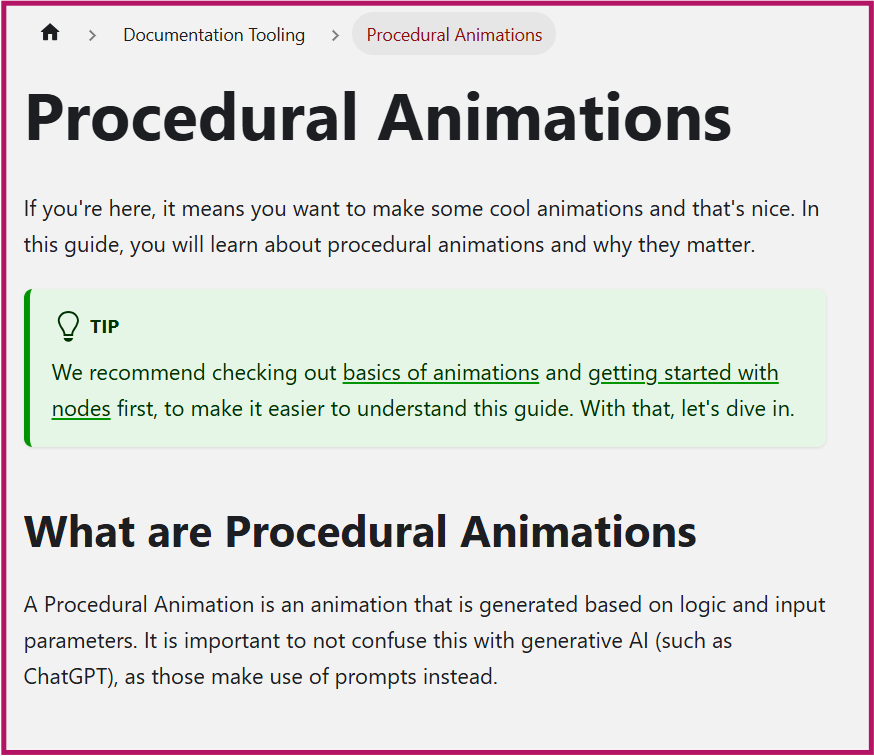 Documentation Tooling Procedural Animations
Procedural Animations
If you're here, it means you want to make some cool animations and that's nice. In
this guide, you will learn about procedural animations and why they matter.
TIP
We recommend checking out basics of animations and getting started with
nodes first, to make it easier to understand this guide. With that, let's dive in.
What are Procedural Animations
A Procedural Animation is an animation that is generated based on logic and input
parameters. It is important to not confuse this with generative AI (such as
ChatGPT), as those make use of prompts instead.